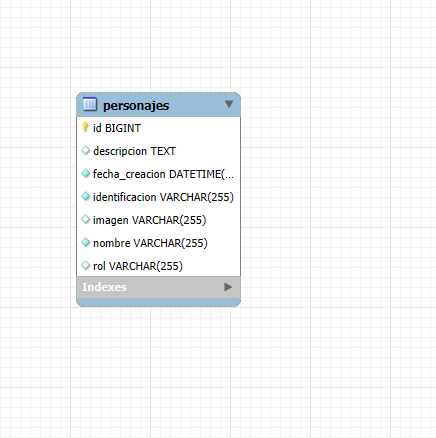 personajes
id BIGINT
descripcion TEXT
fecha_creacion DATETIME(...
identificacion VARCHAR(255)
imagen VARCHAR(255)
nombre VARCHAR(255)
rol VARCHAR(255)
Indexes